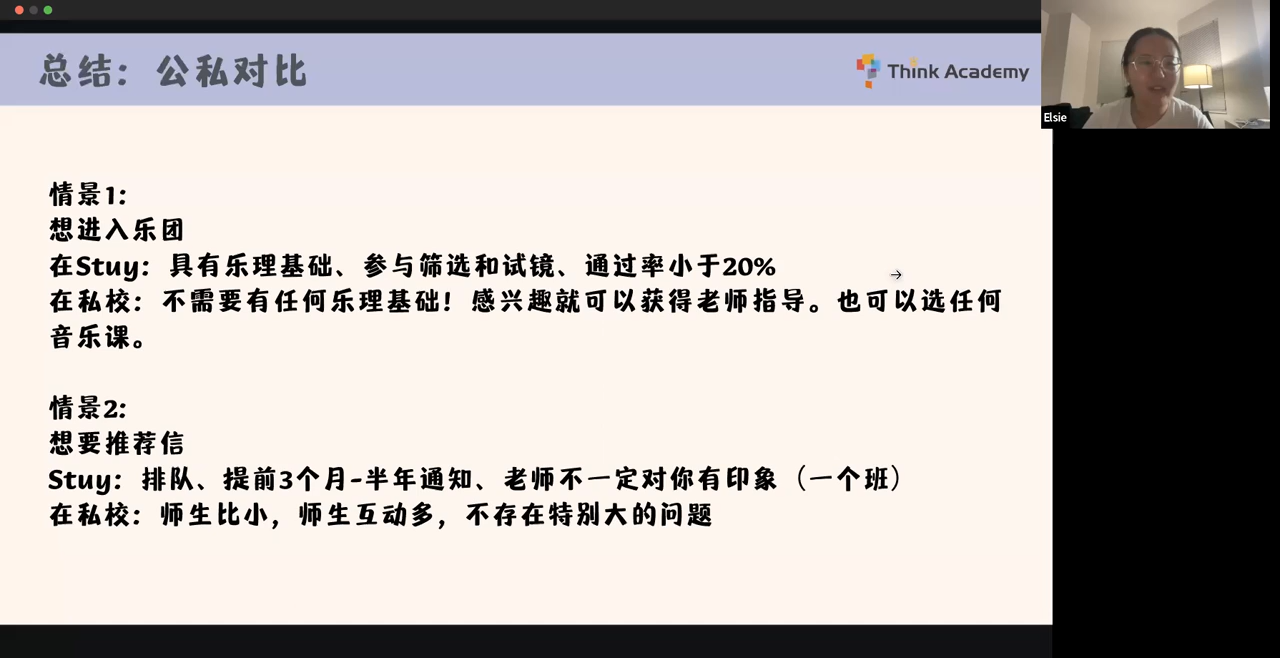 总结：公私对比
Think Academy
Elsie
情景1:
想进入乐团
在Stuy：具有乐理基础、参与筛选和试镜、通过率小于20%
在私校：不需要有任何乐理基础！感兴趣就可以获得老师指导。也可以选任何
音乐课。
情景2:
想要推荐信
Stuy：排队、提前3个月-半年通知、老师不一定对你有印象（一个班）
在私校：师生比小，师生互动多，不存在特别大的问题